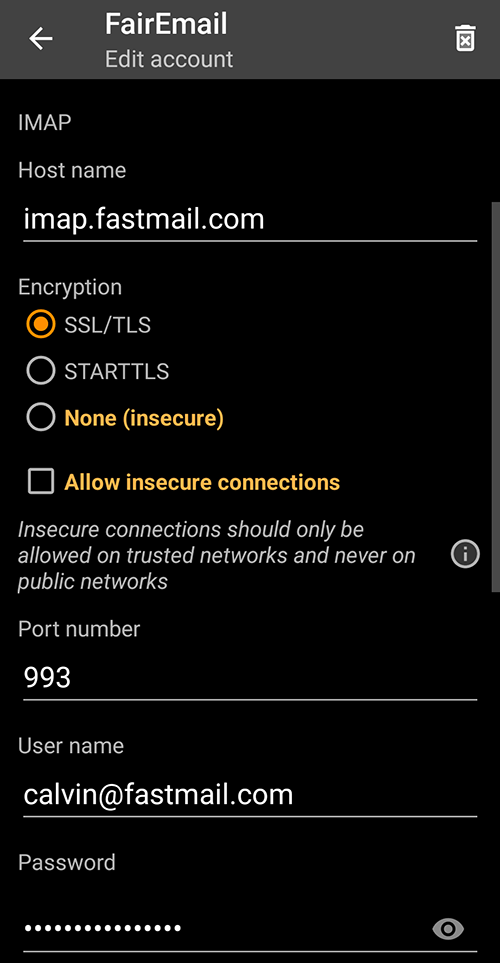 FairEmail
Edit account
IMAP
Host name
imap.fastmail.com
Encryption
SSL/TLS
STARTTLS
None (insecure)
Allow insecure connections
Insecure connections should only be
allowed on trusted networks and never on
public networks
Port number
993
User name
calvin@fastmail.com
Password
••••••••••••••••